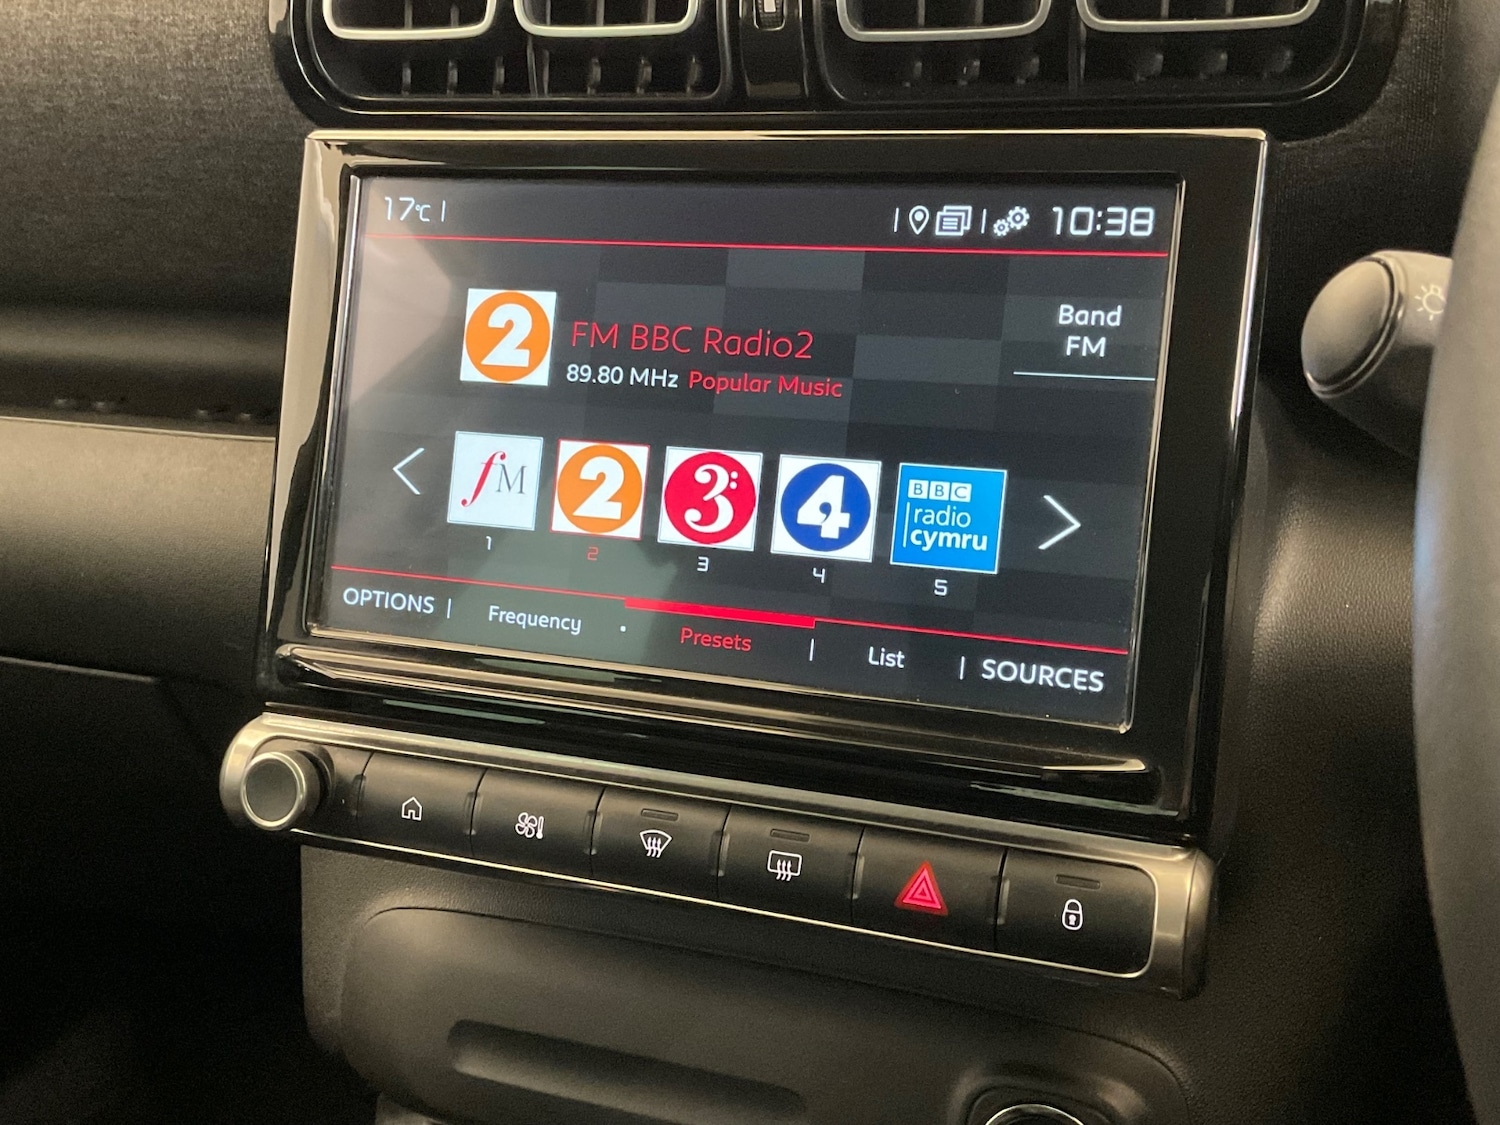 17°C
10:38
2
FM BBC Radio2
89.80 MHz Popular Music
Band
FM
fM
2
3:
4
BBC
radio
cymru
1
2
3
4
5
OPTIONS
Frequency
Presets
List
SOURCES